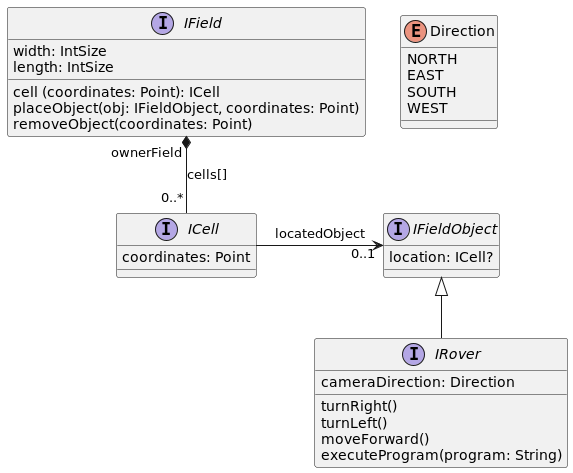 I IField
width: IntSize
length: IntSize
cell (coordinates: Point): ICell
placeObject(obj: IFieldObject, coordinates: Point)
removeObject(coordinates: Point)
E Direction
NORTH
EAST
SOUTH
WEST
ownerField
cells[]
0..*
I ICell
coordinates: Point
locatedObject
0..1
I IFieldObject
location: ICell?
I IRover
cameraDirection: Direction
turnRight()
turnLeft()
moveForward()
executeProgram(program: String)